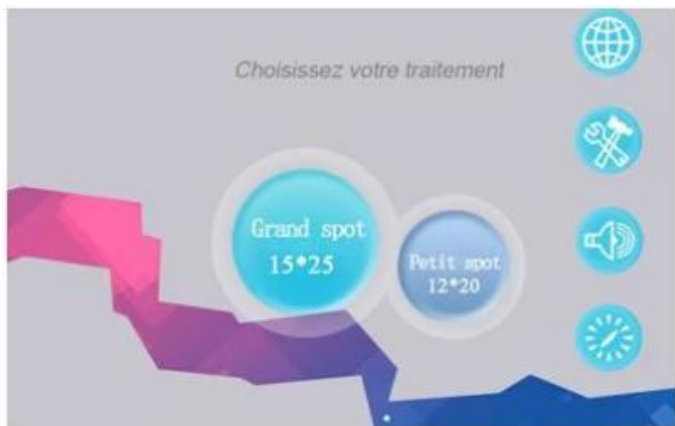 Choisissez votre traitement
Grand spot
15*25
Petit spot
12*20